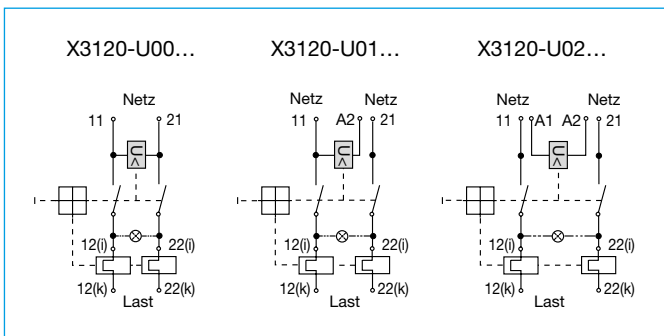 X3120-U00... X3120-U01... X3120-U02...
Netz Netz Netz Netz Netz
11 21 11 A2 21 11 A1 A2 21
U< U< U<
12(i) 22(i) 12(i) 22(i) 12(i) 22(i)
12(k) 22(k) 12(k) 22(k) 12(k) 22(k)
Last Last Last